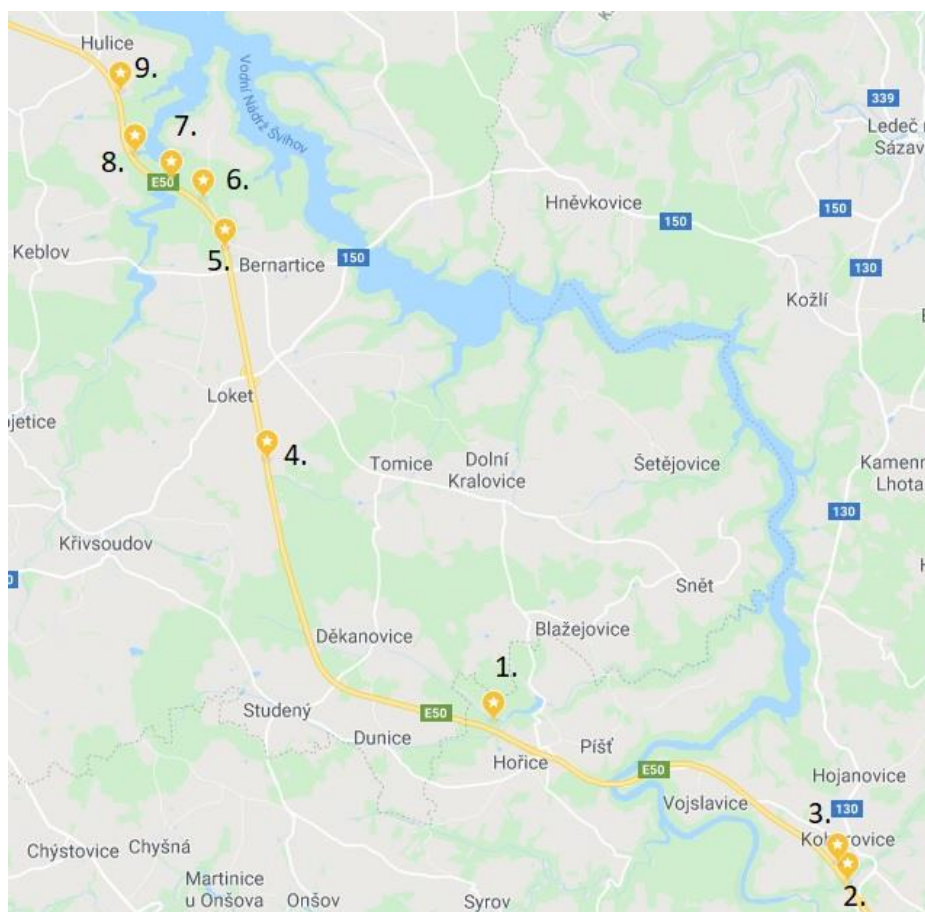 Hulice
9.
Vodní Nádrž Švihov
339
Ledeč n
Sázav
7.
8.
E50
6.
Hněvkovice
150
150
Keblov
5.
Bernartice
150
130
Kožlí
Loket
ojetice
4.
Tomice
Dolní
Kralovice
Šetějovice
Kamenn
Lhota
130
Křivsoudov
Snět
Děkanovice
Blažejovice
1.
Studený
E50
Dunice
Hořice
Píšť
E50
Hojanovice
Vojslavice
130
3.
Chýstovice
Chyšná
Martinice
u Onšova
Onšov
Syrov
2.